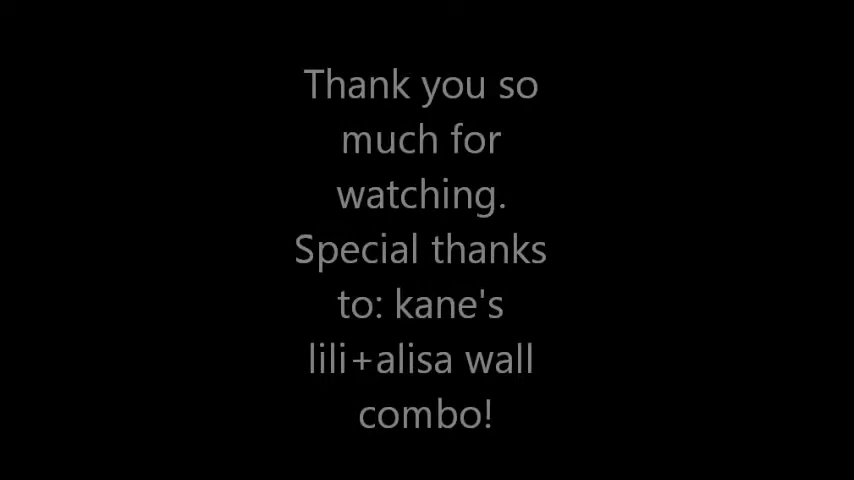 Thank you so
much for
watching.
Special thanks
to: kane's
lili+alisa wall
combo!